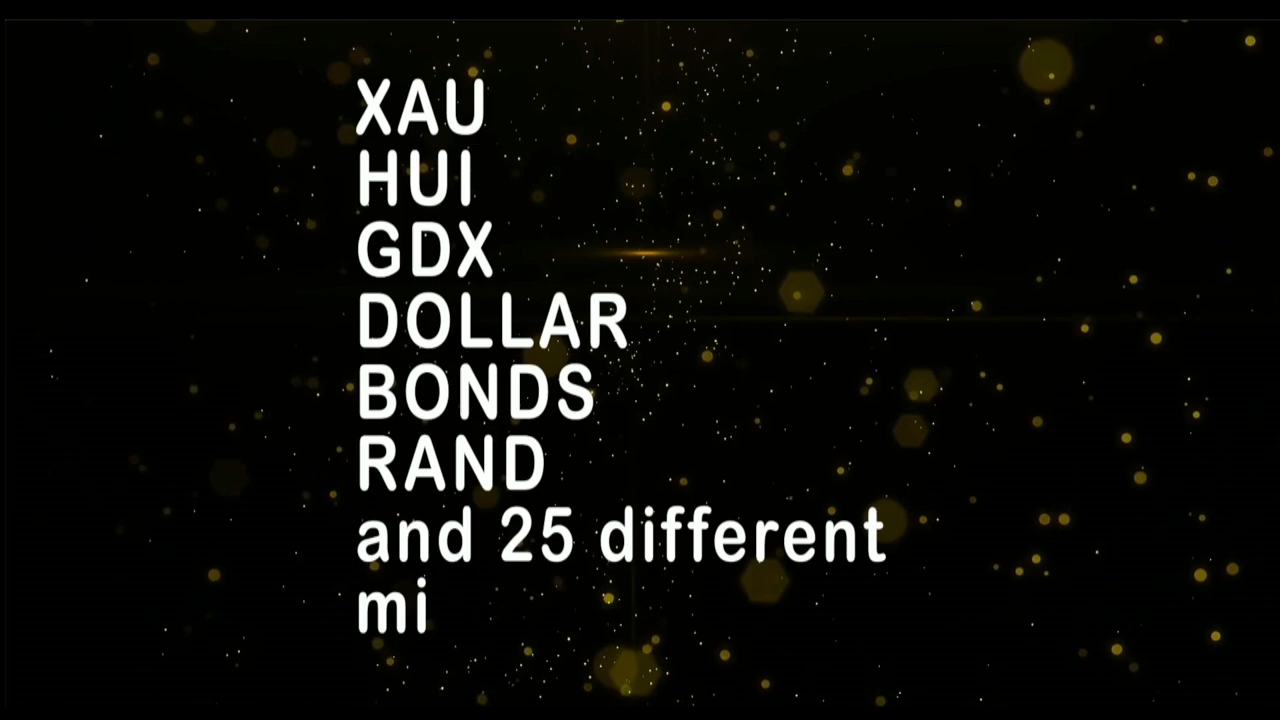 XAU
HUI
GDX
DOLLAR
BONDS
RAND
and 25 different
mi